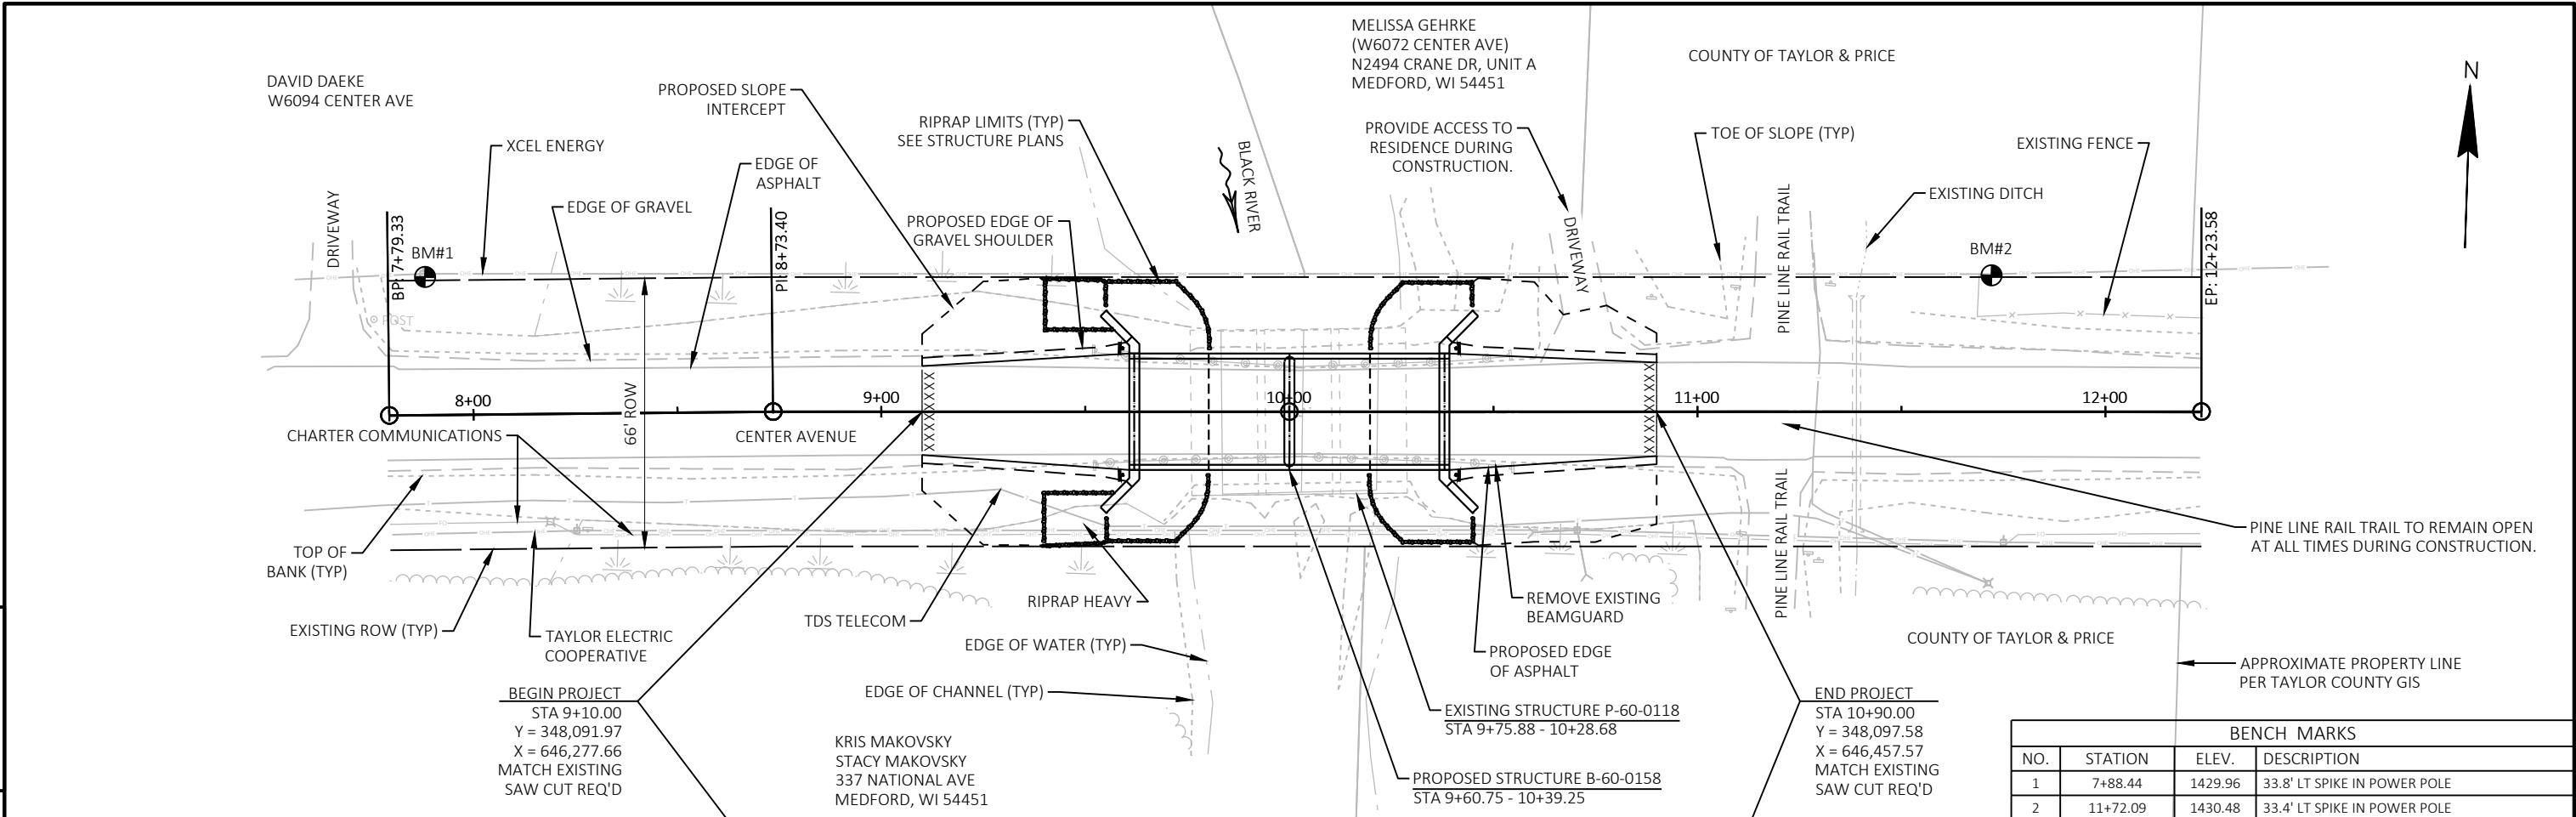 MELISSA GEHRKE
(W6072 CENTER AVE)
N2494 CRANE DR, UNIT A
MEDFORD, WI 54451
COUNTY OF TAYLOR & PRICE
N
DAVID DAEKE
W6094 CENTER AVE
PROPOSED SLOPE
INTERCEPT
RIPRAP LIMITS (TYP)
SEE STRUCTURE PLANS
PROVIDE ACCESS TO
RESIDENCE DURING
CONSTRUCTION.
TOE OF SLOPE (TYP)
EXISTING FENCE
XCEL ENERGY
EDGE OF
ASPHALT
BLACK RIVER
EXISTING DITCH
DRIVEWAY
EDGE OF GRAVEL
PROPOSED EDGE OF
GRAVEL SHOULDER
DRIVEWAY
PINE LINE RAIL TRAIL
BP: 7+79.33
BM#1
PI: 8+73.40
BM#2
EP: 12+23.58
POST
66' ROW
8+00
9+00
10+00
11+00
12+00
CENTER AVENUE
CHARTER COMMUNICATIONS
TOP OF
BANK (TYP)
PINE LINE RAIL TRAIL
PINE LINE RAIL TRAIL TO REMAIN OPEN
AT ALL TIMES DURING CONSTRUCTION.
EXISTING ROW (TYP)
TAYLOR ELECTRIC
COOPERATIVE
TDS TELECOM
RIPRAP HEAVY
REMOVE EXISTING
BEAMGUARD
EDGE OF WATER (TYP)
PROPOSED EDGE
OF ASPHALT
COUNTY OF TAYLOR & PRICE
APPROXIMATE PROPERTY LINE
PER TAYLOR COUNTY GIS
BEGIN PROJECT
STA 9+10.00
Y = 348,091.97
X = 646,277.66
MATCH EXISTING
SAW CUT REQ'D
EDGE OF CHANNEL (TYP)
KRIS MAKOVSKY
STACY MAKOVSKY
337 NATIONAL AVE
MEDFORD, WI 54451
EXISTING STRUCTURE P-60-0118
STA 9+75.88 - 10+28.68
PROPOSED STRUCTURE B-60-0158
STA 9+60.75 - 10+39.25
END PROJECT
STA 10+90.00
Y = 348,097.58
X = 646,457.57
MATCH EXISTING
SAW CUT REQ'D
BENCH MARKS
NO. STATION ELEV. DESCRIPTION
1 7+88.44 1429.96 33.8' LT SPIKE IN POWER POLE
2 11+72.09 1430.48 33.4' LT SPIKE IN POWER POLE